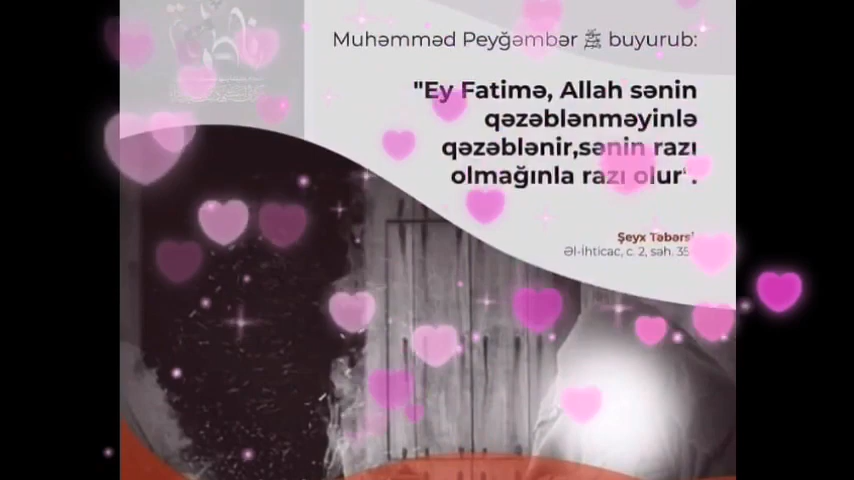 Muhəmməd Peyğəmbər ﷺ buyurub:
"Ey Fatimə, Allah sənin
qəzəblənməyinlə
qəzəblənir,sənin razı
olmağınla razı olur".
Şeyx Təbərsi
Əl-İhticac, c. 2, səh. 35